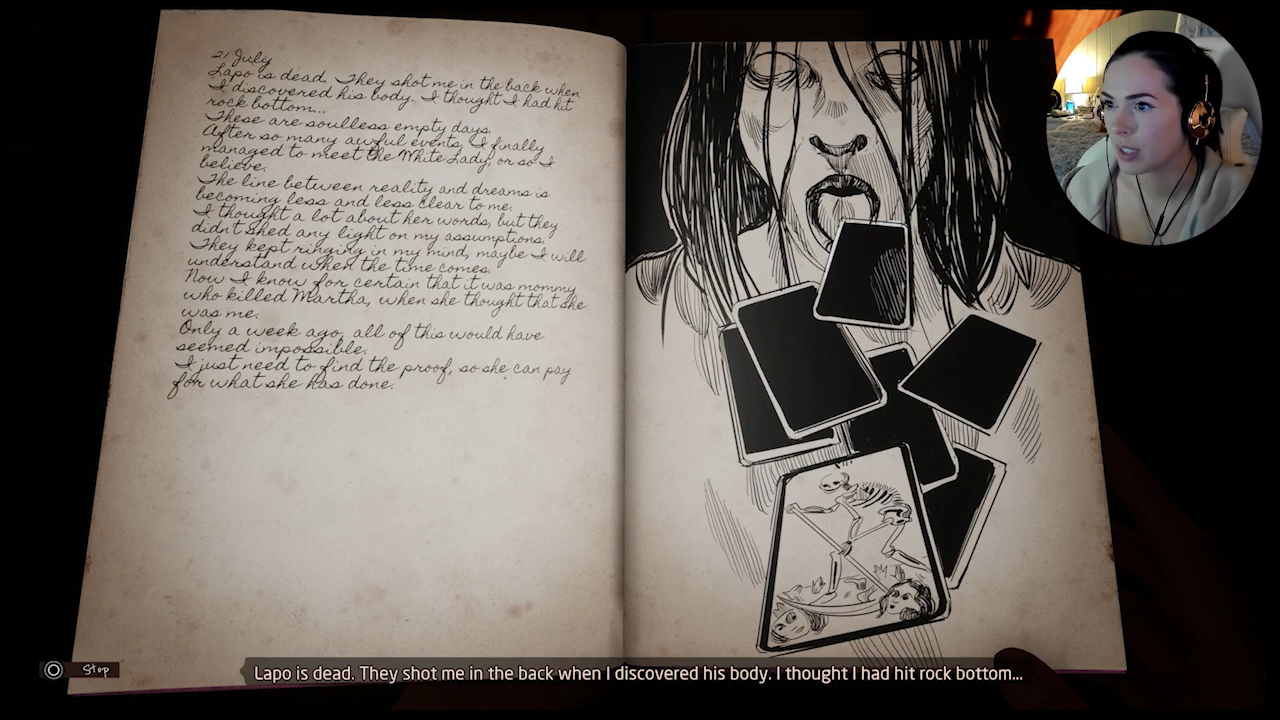 21 July
Lapo is dead. They shot me in the back when
I discovered his body. I thought I had hit
rock bottom...
These are soulless empty days.
After so many awful events, I finally
managed to meet the White Lady, or so I
believe.
The line between reality and dreams is
becoming less and less clear to me.
I thought a lot about her words, but they
didn't shed any light on my assumptions.
They kept ringing in my mind, maybe I will
understand when the time comes.
Now I know for certain that it was mommy
who killed Martha, when she thought that she
was me.
Only a week ago, all of this would have
seemed impossible.
I just need to find the proof, so she can pay
for what she has done.
Stop
Lapo is dead. They shot me in the back when I discovered his body. I thought I had hit rock bottom...